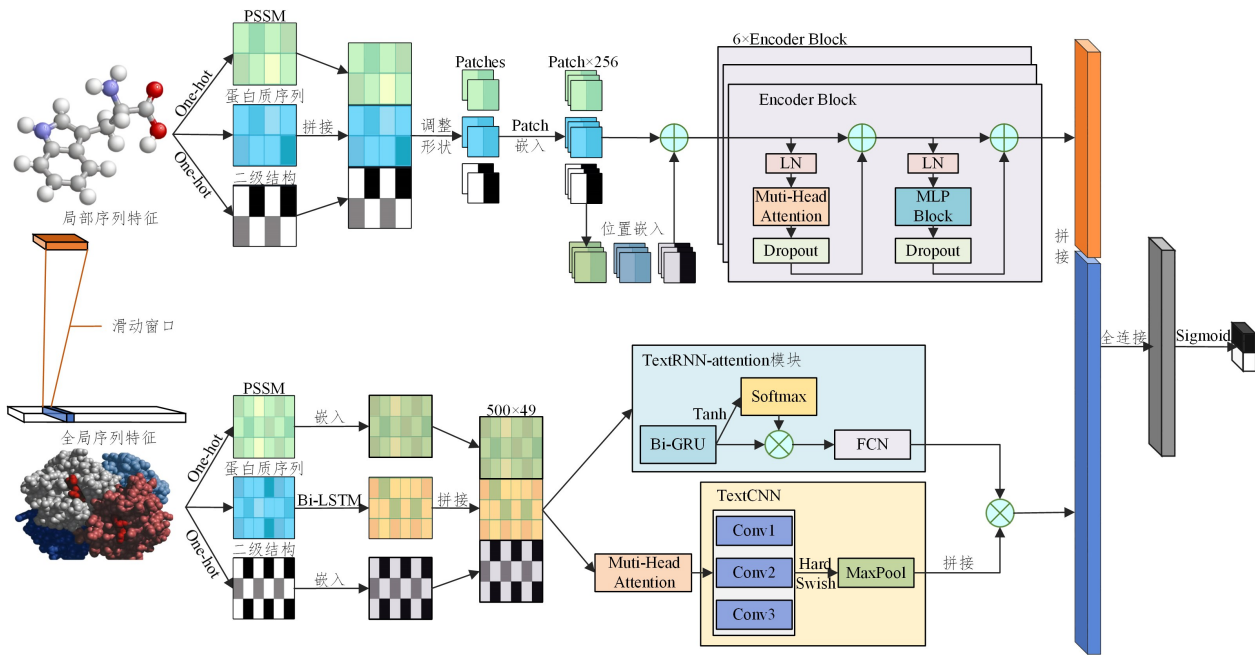 PSSM
One-hot
蛋白质序列
One-hot
二级结构
局部序列特征
拼接
调整
形状
Patches
Patch
嵌入
Patch×256
位置嵌入
6×Encoder Block
Encoder Block
LN
Muti-Head
Attention
Dropout
LN
MLP
Block
Dropout
拼
接
滑动窗口
全局序列特征
PSSM
One-hot
蛋白质序列
One-hot
二级结构
嵌入
Bi-LSTM
嵌入
拼接
500×49
TextRNN-attention模块
Bi-GRU
Tanh
Softmax
FCN
Muti-Head
Attention
TextCNN
Conv1
Conv2
Conv3
Hard
Swish
MaxPool
拼接
全连接
Sigmoid